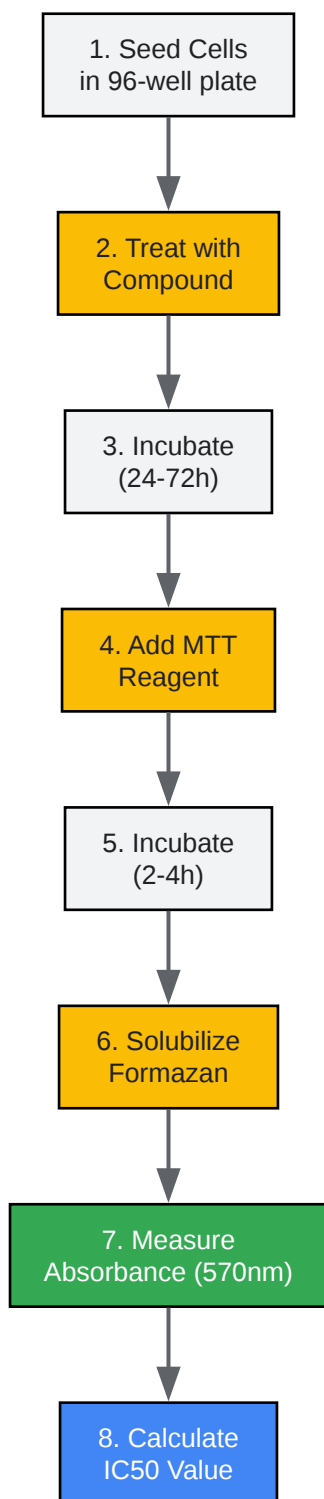 1. Seed Cells
in 96-well plate
2. Treat with
Compound
3. Incubate
(24-72h)
4. Add MTT
Reagent
5. Incubate
(2-4h)
6. Solubilize
Formazan
7. Measure
Absorbance (570nm)
8. Calculate
IC50 Value